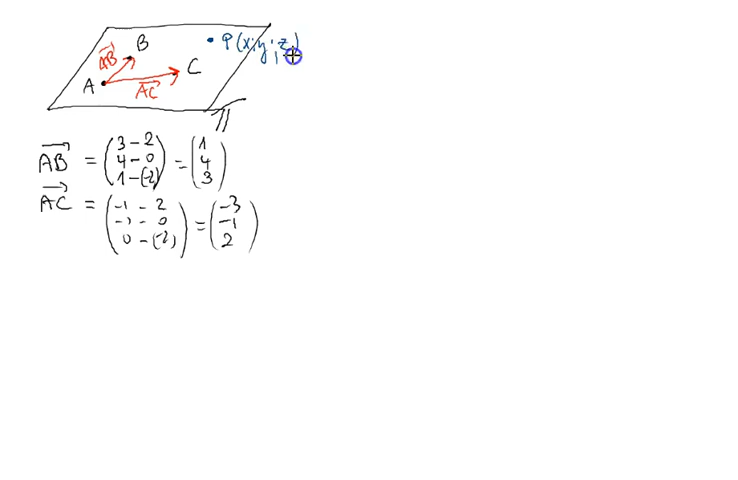 B
P(x;y;z)
AB
C
A
AC
π
AB = (3 - 2 4 - 0 1 - (-2)) = (1 4 3)
AC = (-1 - 2 -1 - 0 0 - (-2)) = (-3 -1 2)